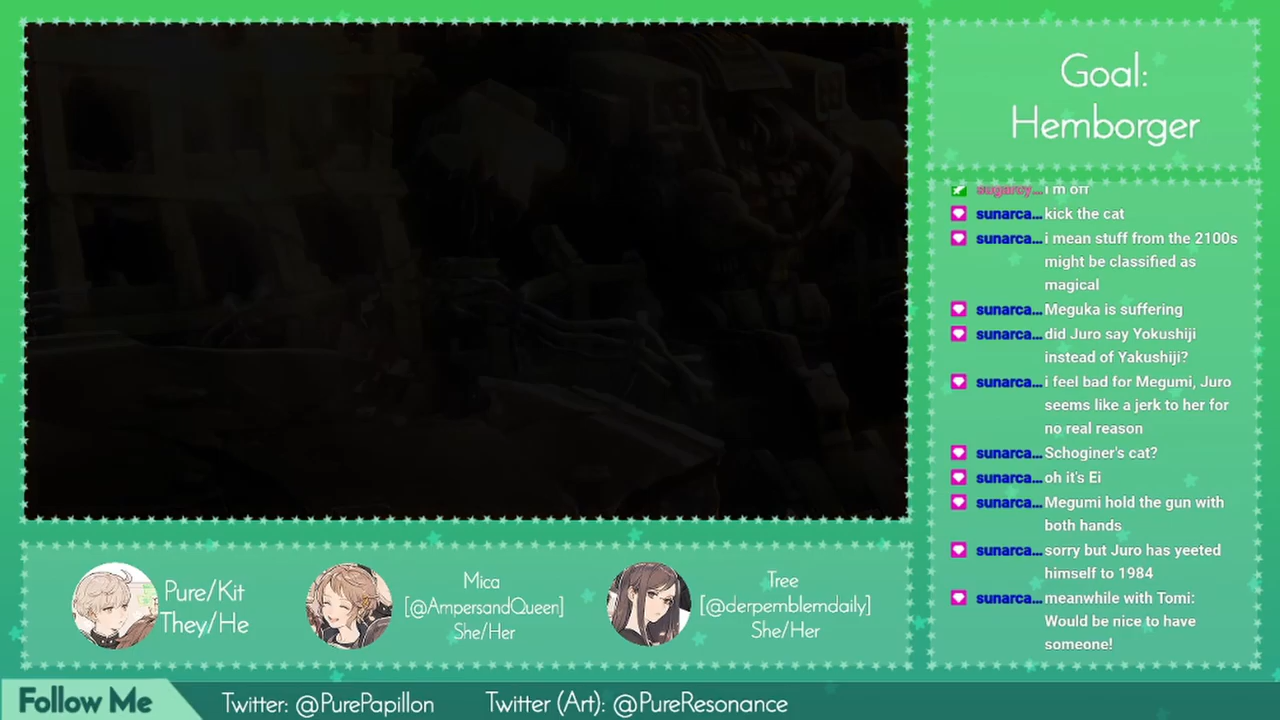 Goal:
Hemborger
sugarcy... i'm off
sunarca... kick the cat
sunarca... i mean stuff from the 2100s
might be classified as
magical
sunarca... Meguka is suffering
sunarca... did Juro say Yokushiji
instead of Yakushiji?
sunarca... i feel bad for Megumi, Juro
seems like a jerk to her for
no real reason
sunarca... Schoginer's cat?
sunarca... oh it's Ei
sunarca... Megumi hold the gun with
both hands
sunarca... sorry but Juro has yeeted
himself to 1984
sunarca... meanwhile with Tomi:
Would be nice to have
someone!
Pure/Kit
They/He
Mica
[@AmpersandQueen]
She/Her
Tree
[@derpemblemdaily]
She/Her
Follow Me
Twitter: @PurePapillon
Twitter (Art): @PureResonance